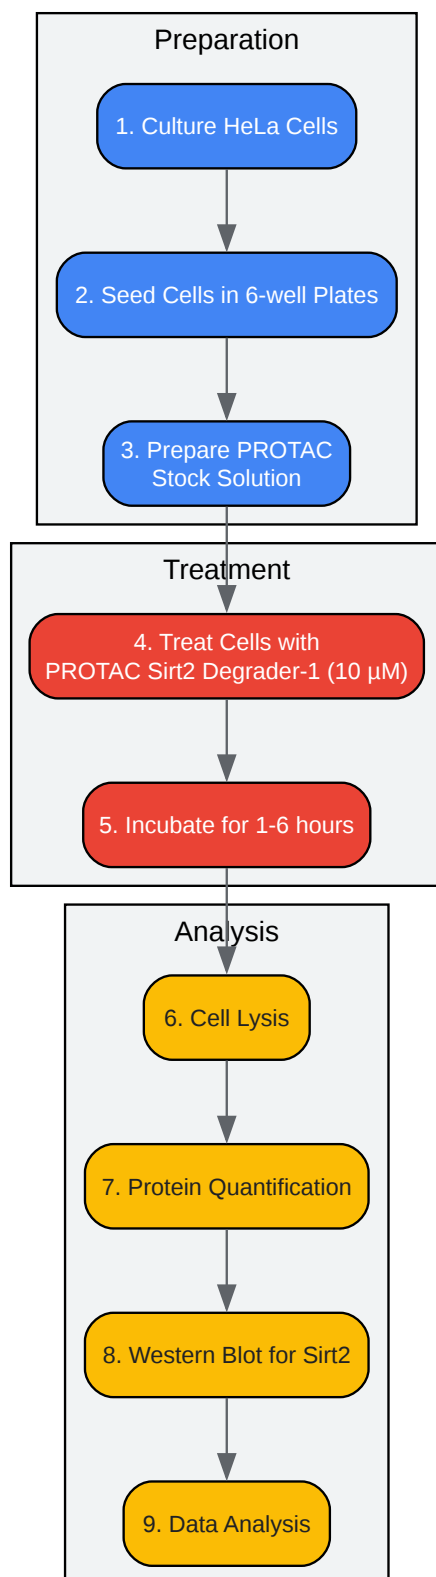 Preparation
1. Culture HeLa Cells
2. Seed Cells in 6-well Plates
3. Prepare PROTAC
Stock Solution
Treatment
4. Treat Cells with
PROTAC Sirt2 Degrader-1 (10 µM)
5. Incubate for 1-6 hours
Analysis
6. Cell Lysis
7. Protein Quantification
8. Western Blot for Sirt2
9. Data Analysis